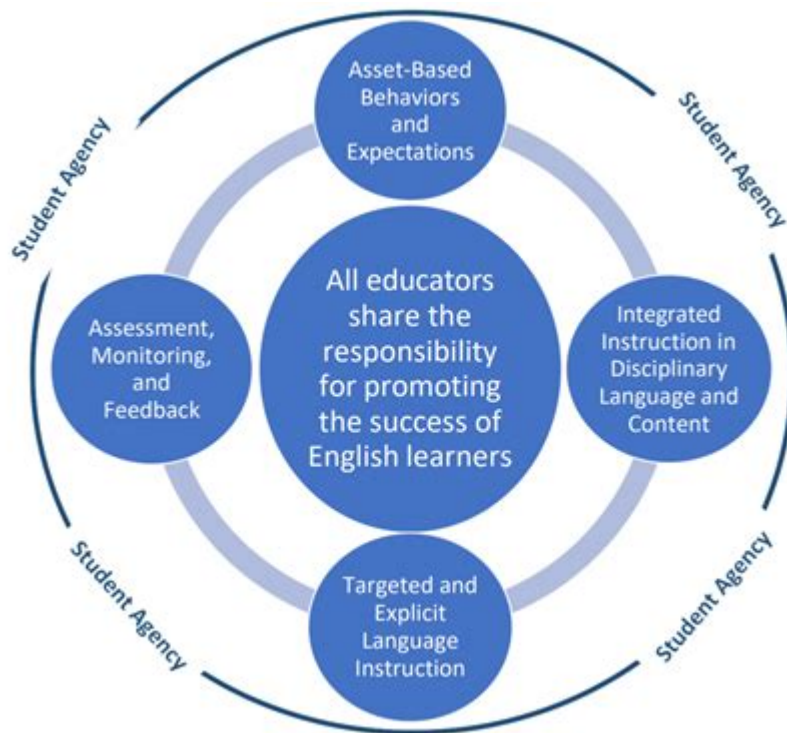 Asset-Based
Behaviors
and
Expectations
Student Agency
Student Agency
All educators
share the
responsibility
for promoting
the success of
English learners
Assessment,
Monitoring,
and
Feedback
Integrated
Instruction in
Disciplinary
Language and
Content
Targeted and
Explicit
Language
Instruction
Student Agency
Student Agency